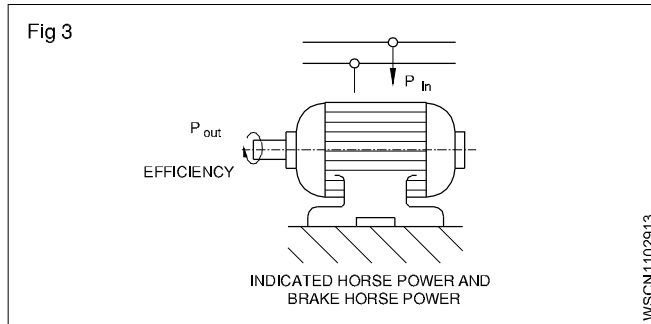 Fig 3
P in
P out
EFFICIENCY
INDICATED HORSE POWER AND
BRAKE HORSE POWER
WSCN1102913